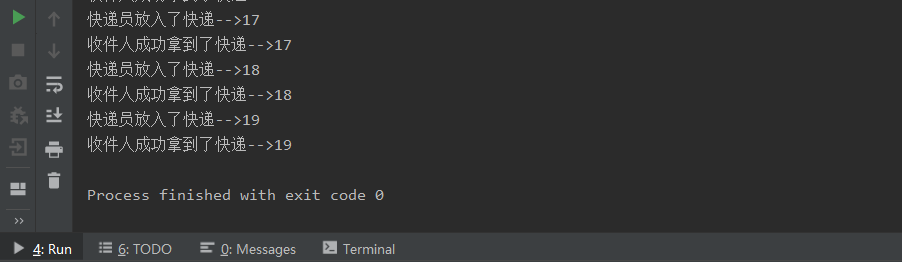 快递员放入了快递-->17
收件人成功拿到了快递-->17
快递员放入了快递-->18
收件人成功拿到了快递-->18
快递员放入了快递-->19
收件人成功拿到了快递-->19
Process finished with exit code 0
4: Run 6: TODO 0: Messages Terminal